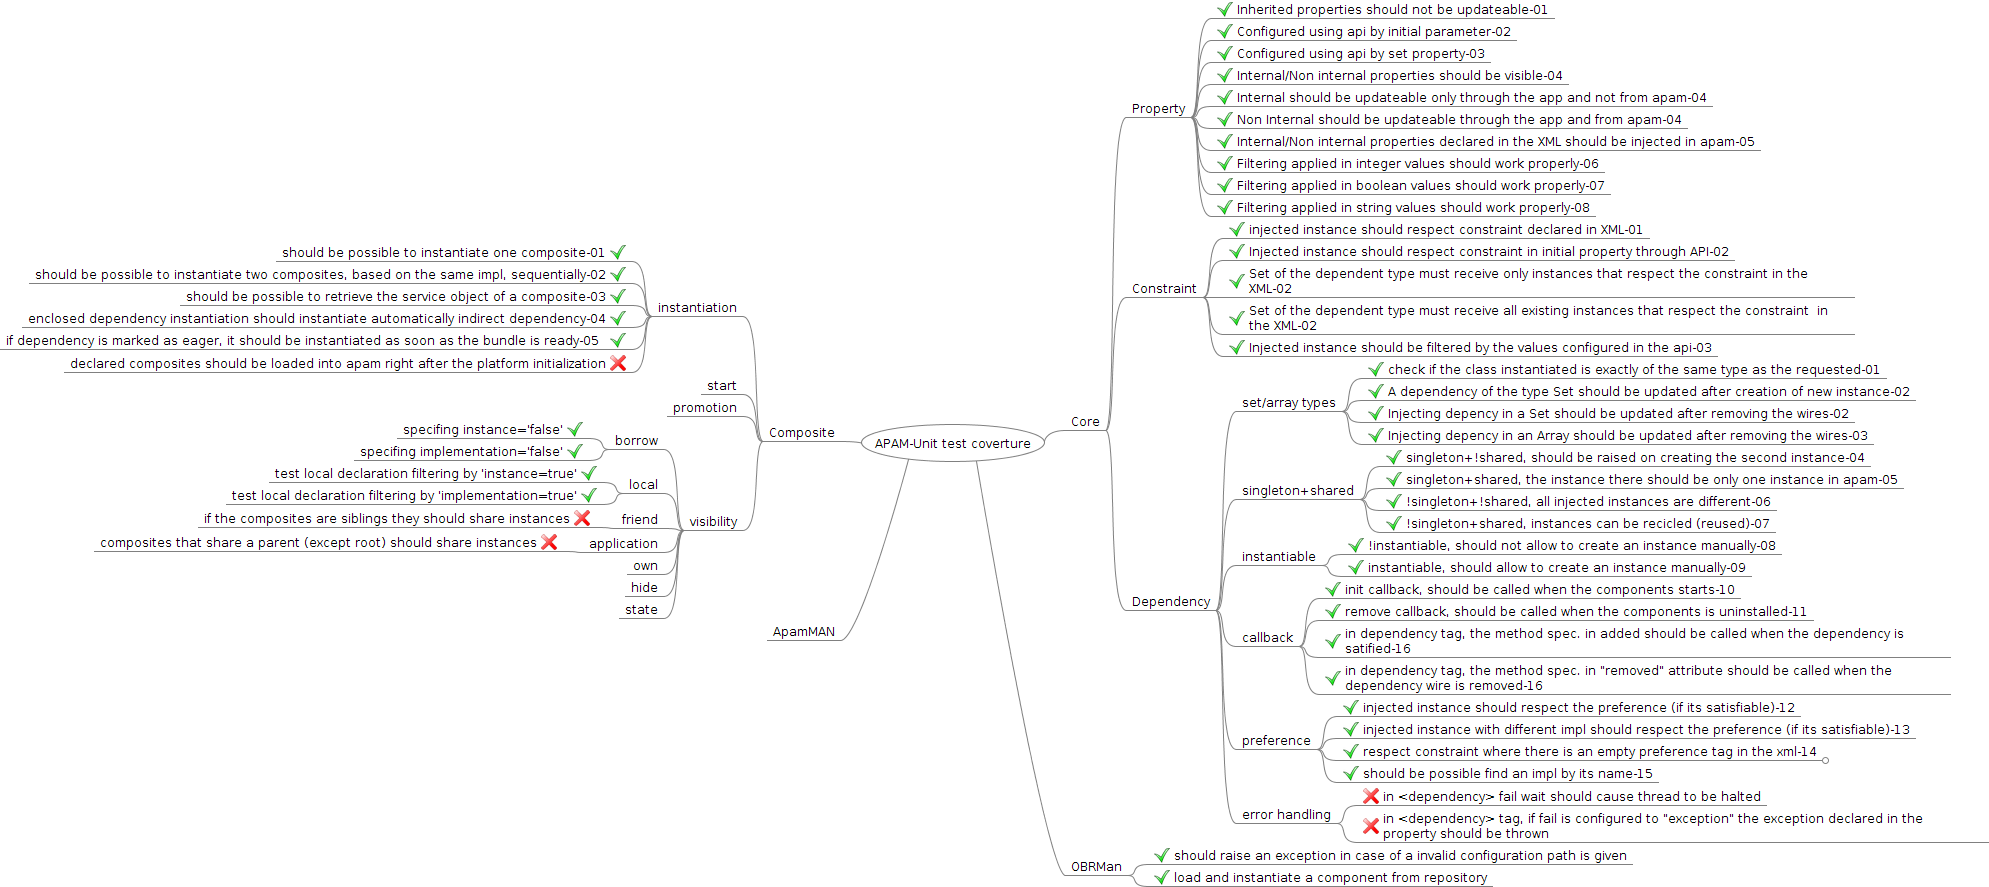 APAM-Unit test coverture
Core
Property
Inherited properties should not be updateable-01
Configured using api by initial parameter-02
Configured using api by set property-03
Internal/Non internal properties should be visible-04
Internal should be updateable only through the app and not from apam-04
Non Internal should be updateable through the app and from apam-04
Internal/Non internal properties declared in the XML should be injected in apam-05
Filtering applied in integer values should work properly-06
Filtering applied in boolean values should work properly-07
Filtering applied in string values should work properly-08
Constraint
injected instance should respect constraint declared in XML-01
Injected instance should respect constraint in initial property through API-02
Set of the dependent type must receive only instances that respect the constraint in the
XML-02
Set of the dependent type must receive all existing instances that respect the constraint  in
the XML-02
Injected instance should be filtered by the values configured in the api-03
Dependency
set/array types
check if the class instantiated is exactly of the same type as the requested-01
A dependency of the type Set should be updated after creation of new instance-02
Injecting depency in a Set should be updated after removing the wires-02
Injecting depency in an Array should be updated after removing the wires-03
singleton+shared
singleton+!shared, should be raised on creating the second instance-04
singleton+shared, the instance there should be only one instance in apam-05
!singleton+!shared, all injected instances are different-06
!singleton+shared, instances can be recicled (reused)-07
instantiable
!instantiable, should not allow to create an instance manually-08
instantiable, should allow to create an instance manually-09
callback
init callback, should be called when the components starts-10
remove callback, should be called when the components is uninstalled-11
in dependency tag, the method spec. in added should be called when the dependency is
satified-16
in dependency tag, the method spec. in "removed" attribute should be called when the
dependency wire is removed-16
preference
injected instance should respect the preference (if its satisfiable)-12
injected instance with different impl should respect the preference (if its satisfiable)-13
respect constraint where there is an empty preference tag in the xml-14
should be possible find an impl by its name-15
error handling
in <dependency> fail wait should cause thread to be halted
in <dependency> tag, if fail is configured to "exception" the exception declared in the
property should be thrown
OBRMan
should raise an exception in case of a invalid configuration path is given
load and instantiate a component from repository
Composite
instantiation
should be possible to instantiate one composite-01
should be possible to instantiate two composites, based on the same impl, sequentially-02
should be possible to retrieve the service object of a composite-03
enclosed dependency instantiation should instantiate automatically indirect dependency-04
if dependency is marked as eager, it should be instantiated as soon as the bundle is ready-05
declared composites should be loaded into apam right after the platform initialization
start
promotion
visibility
borrow
specifing instance='false'
specifing implementation='false'
local
test local declaration filtering by 'instance=true'
test local declaration filtering by 'implementation=true'
friend
if the composites are siblings they should share instances
application
composites that share a parent (except root) should share instances
own
hide
state
ApamMAN